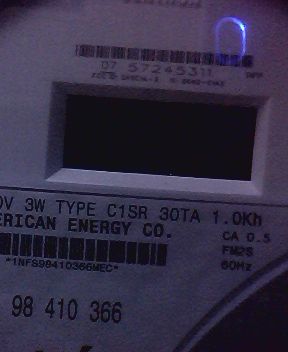 07 57245311
0V 3W TYPE C1SR 30TA 1.0Kh
ERICAN ENERGY CO.
CA 0.5
FM2S
60Hz
*1NFS98410366MEC*
98 410 366